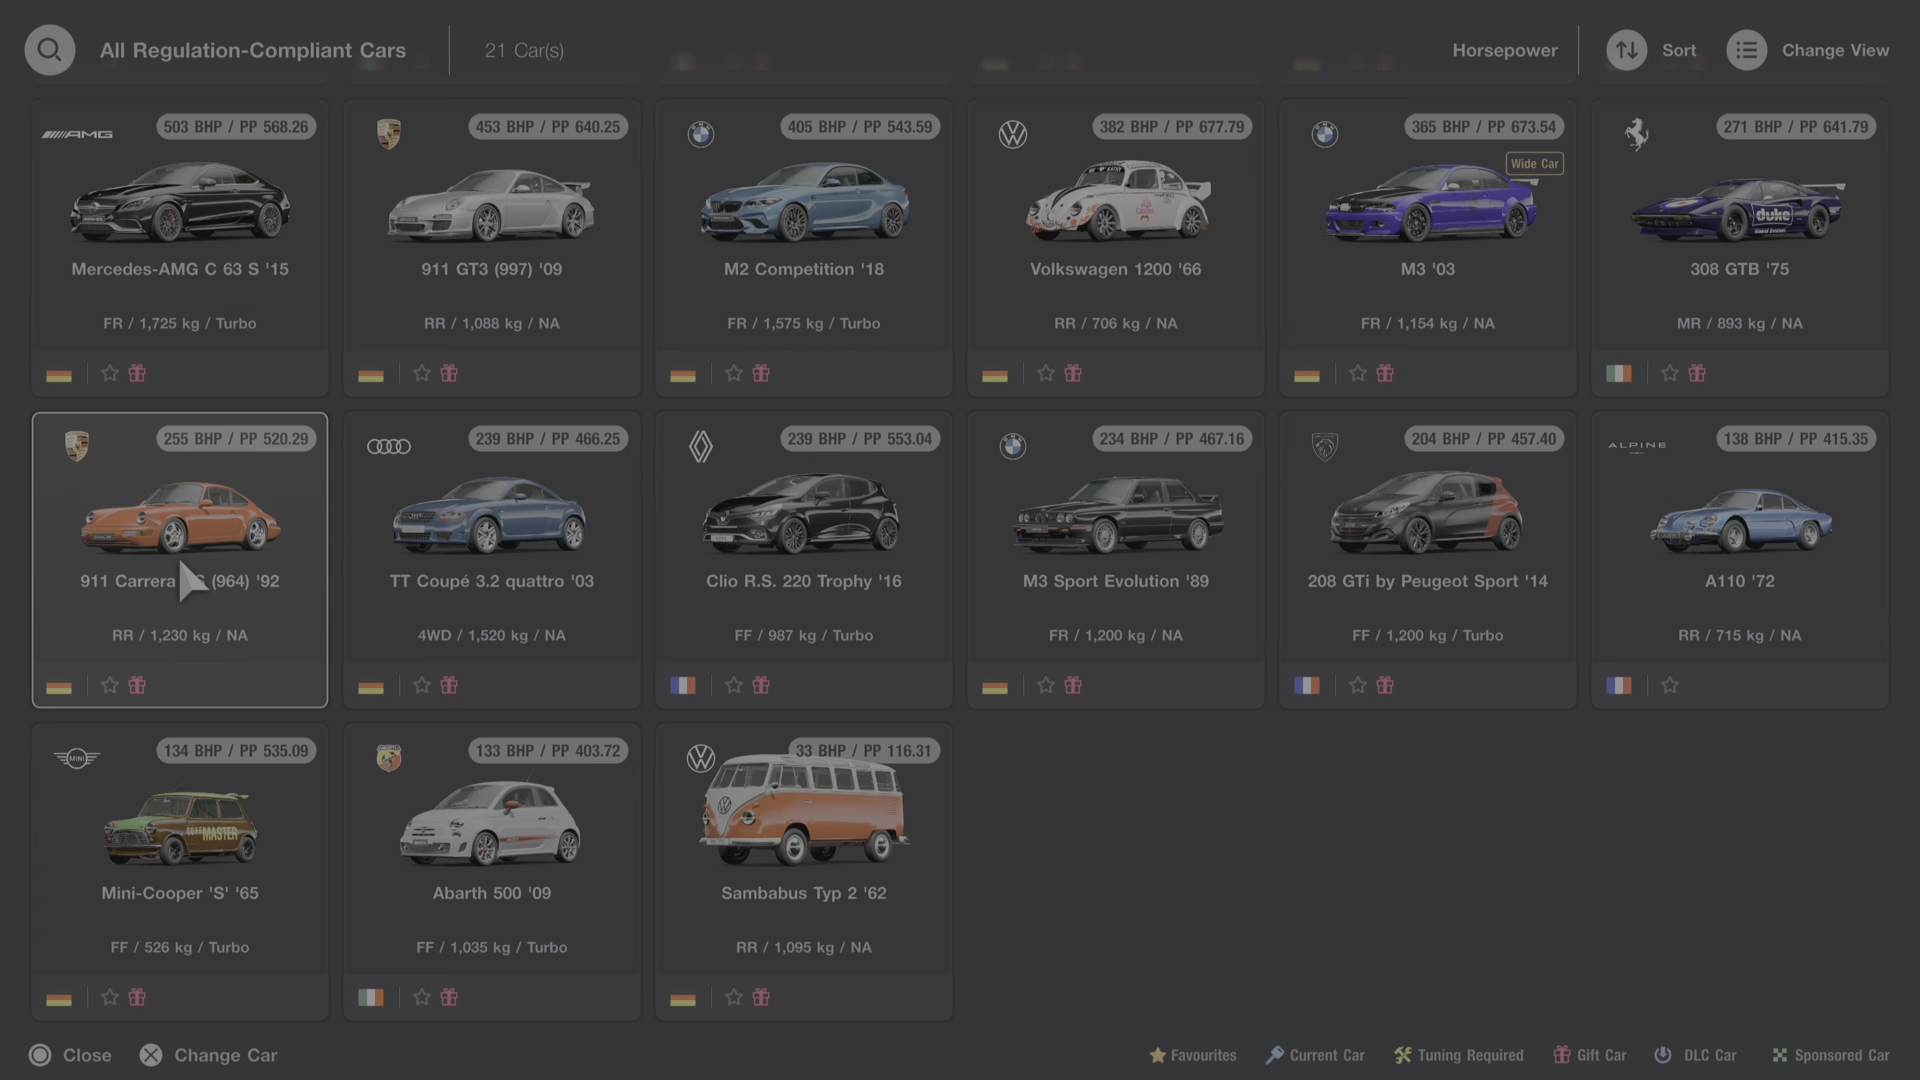 All Regulation-Compliant Cars
21 Car(s)
Horsepower
Sort
Change View
AMG
503 BHP / PP 568.26
Mercedes-AMG C 63 S '15
FR / 1,725 kg / Turbo
453 BHP / PP 640.25
911 GT3 (997) '09
RR / 1,088 kg / NA
405 BHP / PP 543.59
M2 Competition '18
FR / 1,575 kg / Turbo
382 BHP / PP 677.79
Volkswagen 1200 '66
RR / 706 kg / NA
365 BHP / PP 673.54
Wide Car
M3 '03
FR / 1,154 kg / NA
271 BHP / PP 641.79
duke
308 GTB '75
MR / 893 kg / NA
255 BHP / PP 520.29
911 Carrera (964) '92
RR / 1,230 kg / NA
239 BHP / PP 466.25
TT Coupé 3.2 quattro '03
4WD / 1,520 kg / NA
239 BHP / PP 553.04
Clio R.S. 220 Trophy '16
FF / 987 kg / Turbo
234 BHP / PP 467.16
M3 Sport Evolution '89
FR / 1,200 kg / NA
204 BHP / PP 457.40
208 GTi by Peugeot Sport '14
FF / 1,200 kg / Turbo
ALPINE
138 BHP / PP 415.35
A110 '72
RR / 715 kg / NA
MINI
134 BHP / PP 535.09
MASTER
Mini-Cooper 'S' '65
FF / 526 kg / Turbo
133 BHP / PP 403.72
Abarth 500 '09
FF / 1,035 kg / Turbo
33 BHP / PP 116.31
Sambabus Typ 2 '62
RR / 1,095 kg / NA
Close
Change Car
Favourites
Current Car
Tuning Required
Gift Car
DLC Car
Sponsored Car